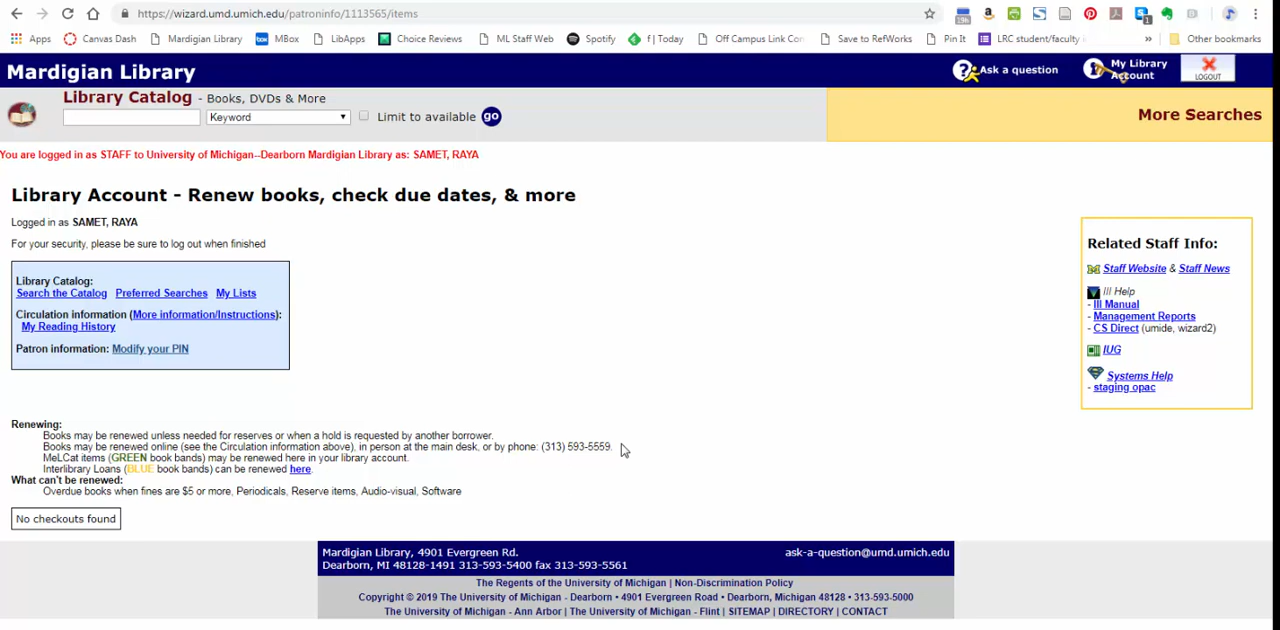 https://wizard.umd.umich.edu/patroninfo/1113565/items
Apps Canvas Dash Mardigian Library MBox LibApps Choice Reviews ML Staff Web Spotify f | Today Off Campus Link Con Save to RefWorks Pin It LRC student/faculty » Other bookmarks
Mardigian Library
Ask a question
My Library Account
LOGOUT
Library Catalog - Books, DVDs & More
Keyword Limit to available go
More Searches
You are logged in as STAFF to University of Michigan--Dearborn Mardigian Library as: SAMET, RAYA
Library Account - Renew books, check due dates, & more
Logged in as SAMET, RAYA
For your security, please be sure to log out when finished
Library Catalog:
Search the Catalog Preferred Searches My Lists
Circulation information (More information/Instructions):
My Reading History
Patron information: Modify your PIN
Related Staff Info:
Staff Website & Staff News
III Help
- III Manual
- Management Reports
- CS Direct (umide, wizard2)
IUG
Systems Help
- staging opac
Renewing:
Books may be renewed unless needed for reserves or when a hold is requested by another borrower.
Books may be renewed online (see the Circulation information above), in person at the main desk, or by phone: (313) 593-5559.
MeLCat items (GREEN book bands) may be renewed here in your library account.
Interlibrary Loans (BLUE book bands) can be renewed here.
What can't be renewed:
Overdue books when fines are $5 or more, Periodicals, Reserve items, Audio-visual, Software
No checkouts found
Mardigian Library, 4901 Evergreen Rd.
Dearborn, MI 48128-1491 313-593-5400 fax 313-593-5561
ask-a-question@umd.umich.edu
The Regents of the University of Michigan | Non-Discrimination Policy
Copyright © 2019 The University of Michigan - Dearborn • 4901 Evergreen Road • Dearborn, Michigan 48128 • 313-593-5000
The University of Michigan - Ann Arbor | The University of Michigan - Flint | SITEMAP | DIRECTORY | CONTACT